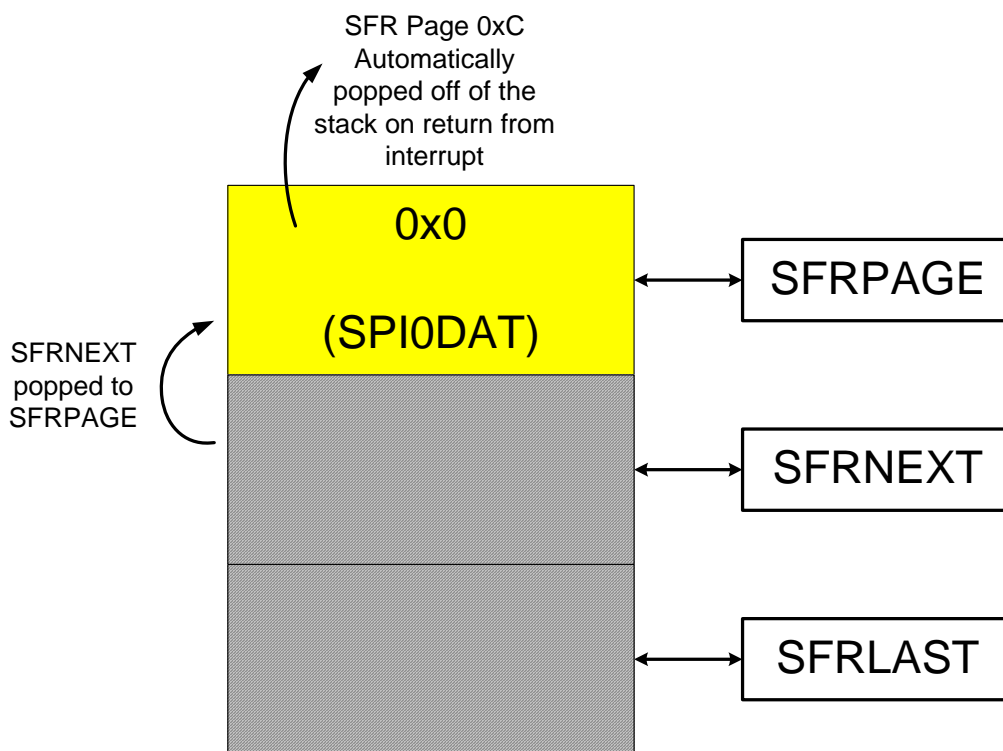 SFR Page 0xC
Automatically
popped off of the
stack on return from
interrupt
0x0
(SPI0DAT)
SFRPAGE
SFRNEXT
popped to
SFRPAGE
SFRNEXT
SFRLAST